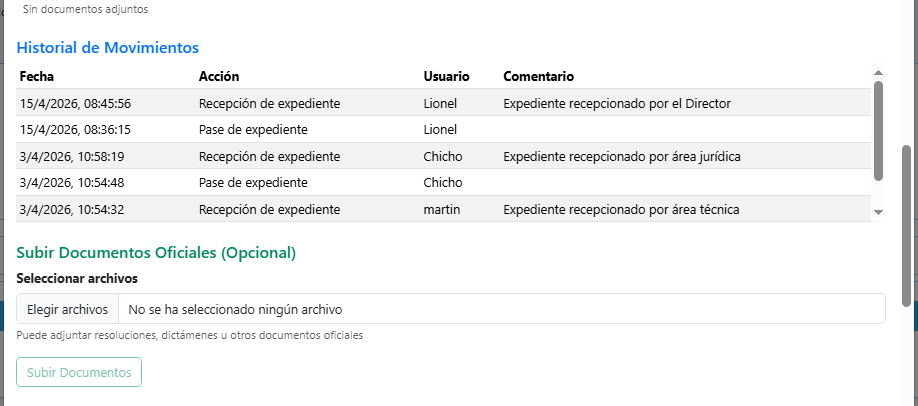 Sin documentos adjuntos
Historial de Movimientos
Fecha Acción Usuario Comentario
15/4/2026, 08:45:56 Recepción de expediente Lionel Expediente recepcionado por el Director
15/4/2026, 08:36:15 Pase de expediente Lionel
3/4/2026, 10:58:19 Recepción de expediente Chicho Expediente recepcionado por área jurídica
3/4/2026, 10:54:48 Pase de expediente Chicho
3/4/2026, 10:54:32 Recepción de expediente martin Expediente recepcionado por área técnica
Subir Documentos Oficiales (Opcional)
Seleccionar archivos
Elegir archivos No se ha seleccionado ningún archivo
Puede adjuntar resoluciones, dictámenes u otros documentos oficiales
Subir Documentos